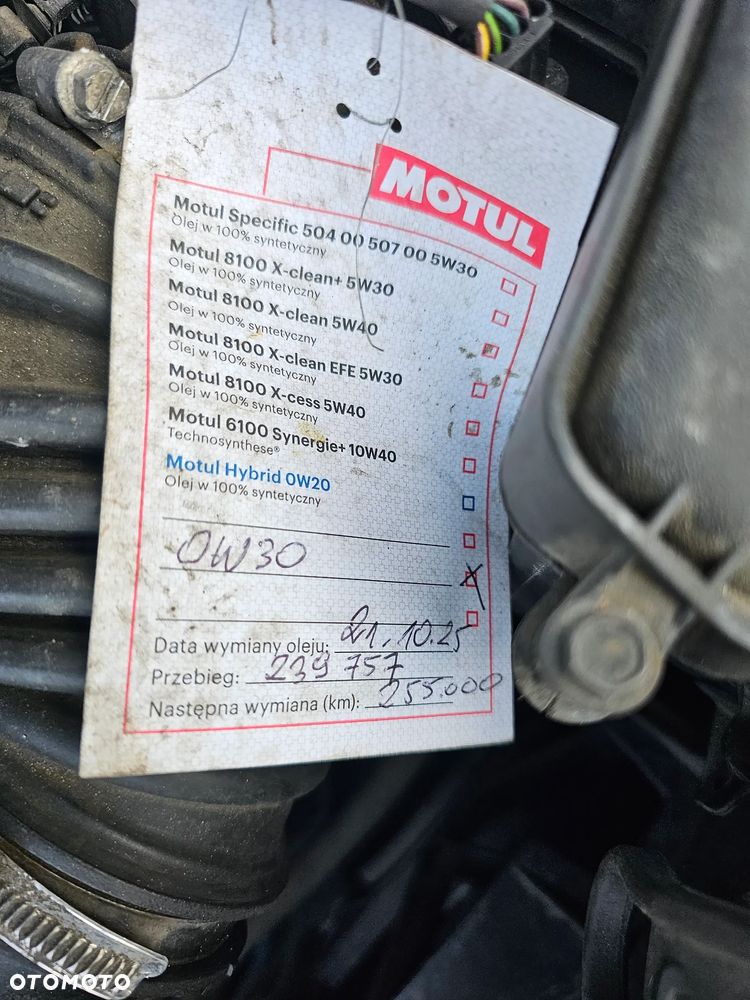 MOTUL
Motul Specific 504 00 507 00 5W30
Olej w 100% syntetyczny
Motul 8100 X-clean+ 5W30
Olej w 100% syntetyczny
Motul 8100 X-clean 5W40
Olej w 100% syntetyczny
Motul 8100 X-clean EFE 5W30
Olej w 100% syntetyczny
Motul 8100 X-cess 5W40
Olej w 100% syntetyczny
Motul 6100 Synergie+ 10W40
Technosynthese®
Motul Hybrid 0W20
Olej w 100% syntetyczny
0W30
Data wymiany oleju: 21.10.25
Przebieg: 239 757
Następna wymiana (km): 255.000
OTOMOTO